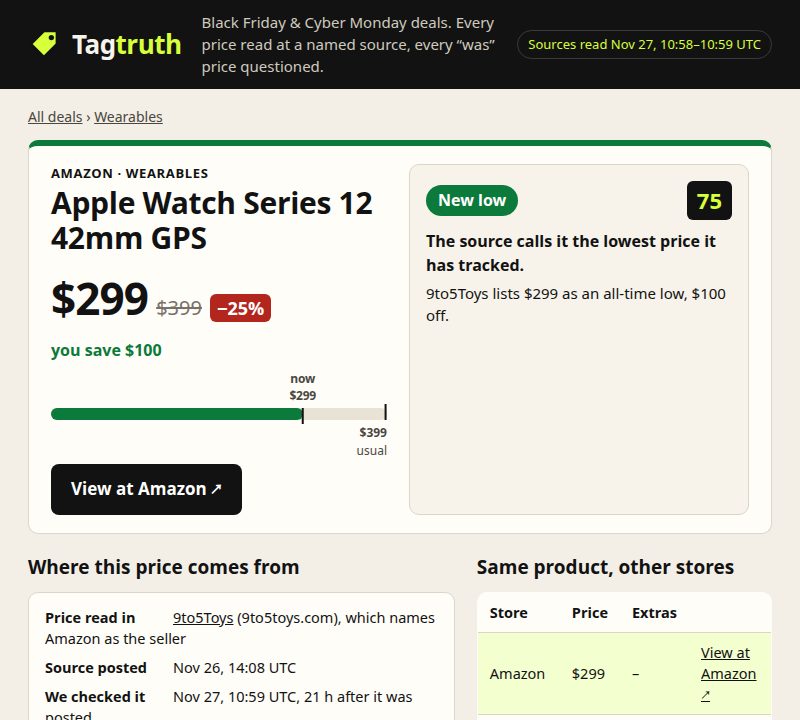 Tagtruth
Black Friday & Cyber Monday deals. Every
price read at a named source, every “was”
price questioned.
Sources read Nov 27, 10:58–10:59 UTC
All deals › Wearables
AMAZON · WEARABLES
Apple Watch Series 12
42mm GPS
$299 $399 −25%
you save $100
now
$299
$399
usual
View at Amazon ↗
New low
75
The source calls it the lowest price it
has tracked.
9to5Toys lists $299 as an all-time low, $100
off.
Where this price comes from
Price read in 9to5Toys (9to5toys.com), which names
Amazon as the seller
Source posted Nov 26, 14:08 UTC
We checked it Nov 27, 10:59 UTC, 21 h after it was
posted
Same product, other stores
Store Price Extras
Amazon $299 – View at
Amazon
↗